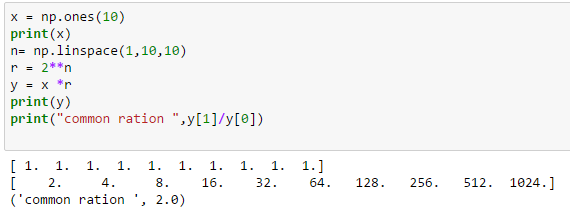 x = np.ones(10)
print(x)
n= np.linspace(1,10,10)
r = 2**n
y = x *r
print(y)
print("common ration ",y[1]/y[0])
[ 1.  1.  1.  1.  1.  1.  1.  1.  1.  1.]
[    2.     4.     8.    16.    32.    64.   128.   256.   512.  1024.]
('common ration ', 2.0)